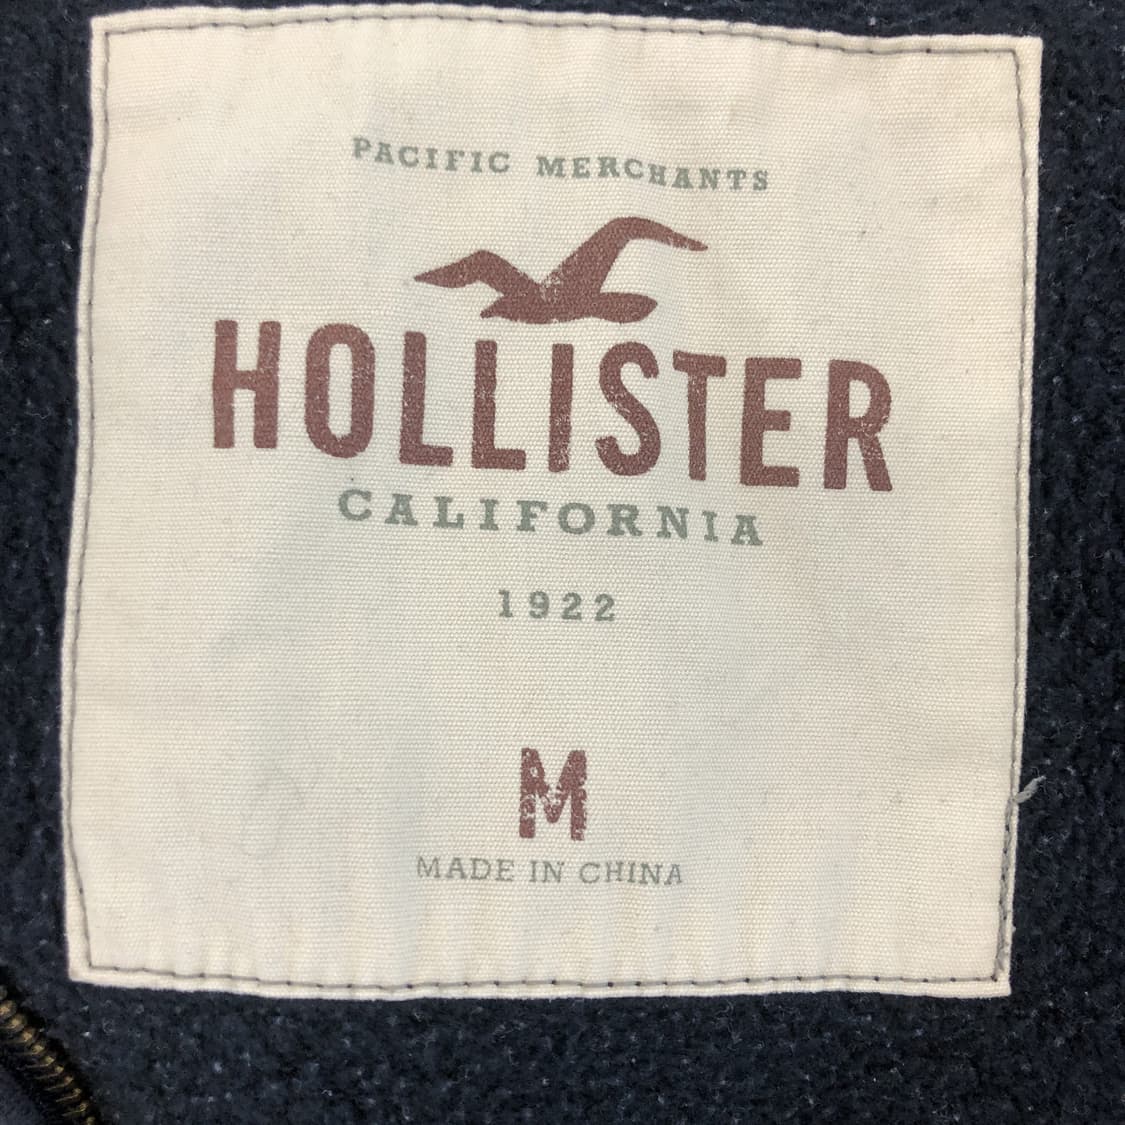 PACIFIC MERCHANTS
HOLLISTER
CALIFORNIA
1922
M
MADE IN CHINA